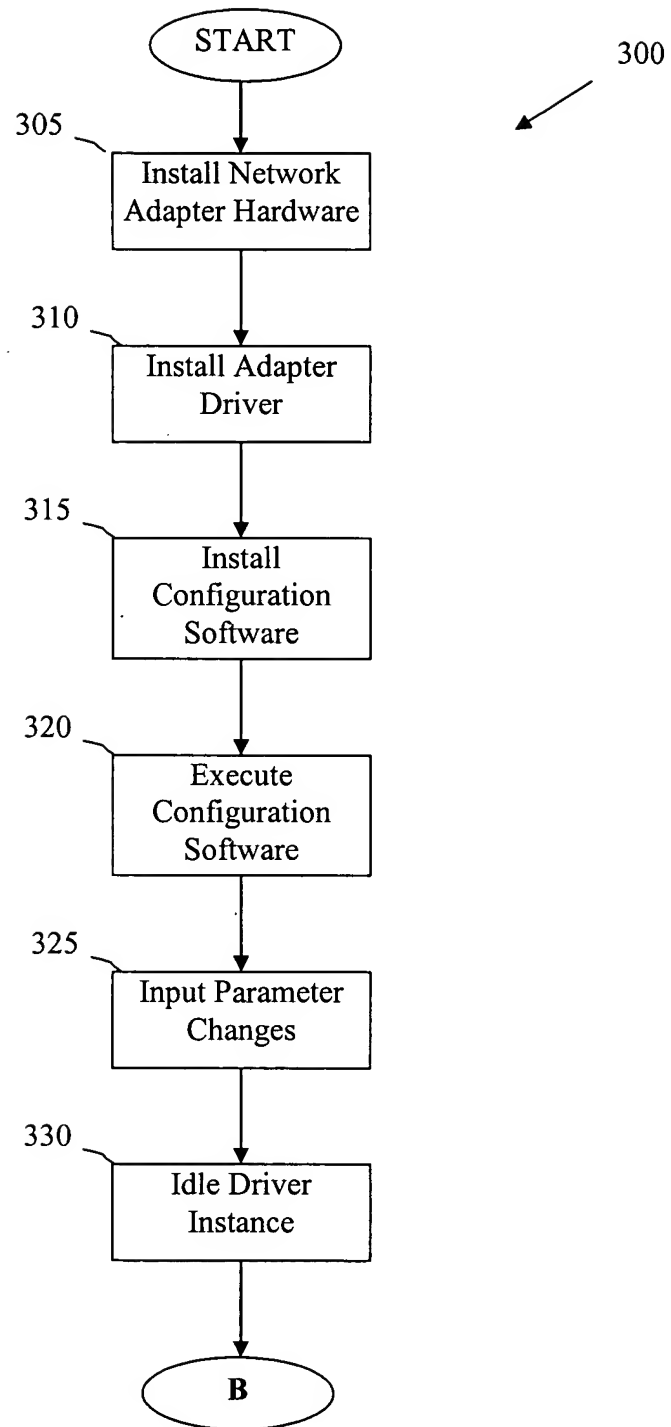 START
300
305
Install Network
Adapter Hardware
310
Install Adapter
Driver
315
Install
Configuration
Software
320
Execute
Configuration
Software
325
Input Parameter
Changes
330
Idle Driver
Instance
B